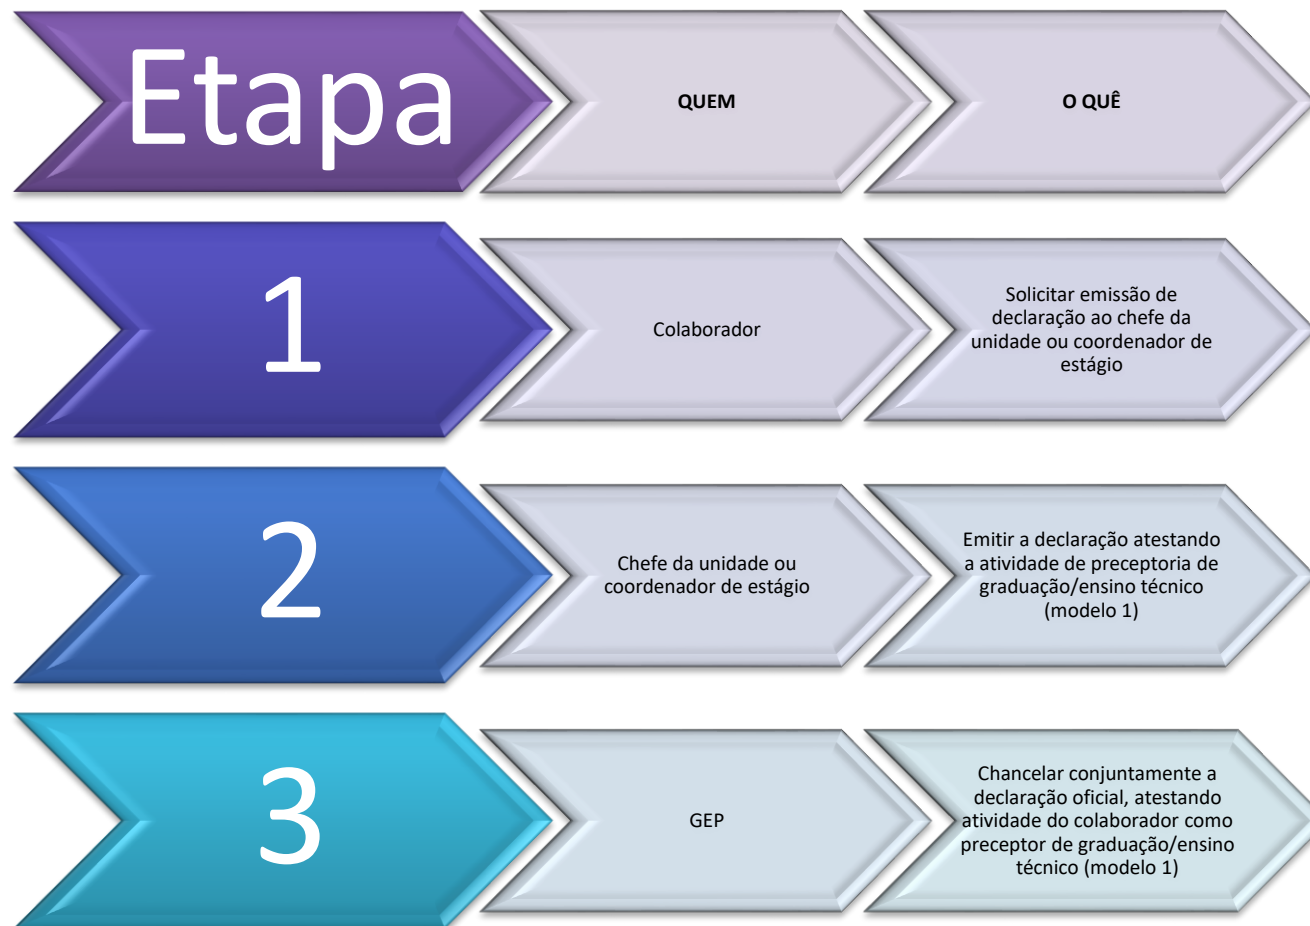 Etapa
QUEM
O QUÊ
1
Colaborador
Solicitar emissão de
declaração ao chefe da
unidade ou coordenador de
estágio
2
Chefe da unidade ou
coordenador de estágio
Emitir a declaração atestando
a atividade de preceptoria de
graduação/ensino técnico
(modelo 1)
3
GEP
Chancelar conjuntamente a
declaração oficial, atestando
atividade do colaborador como
preceptor de graduação/ensino
técnico (modelo 1)